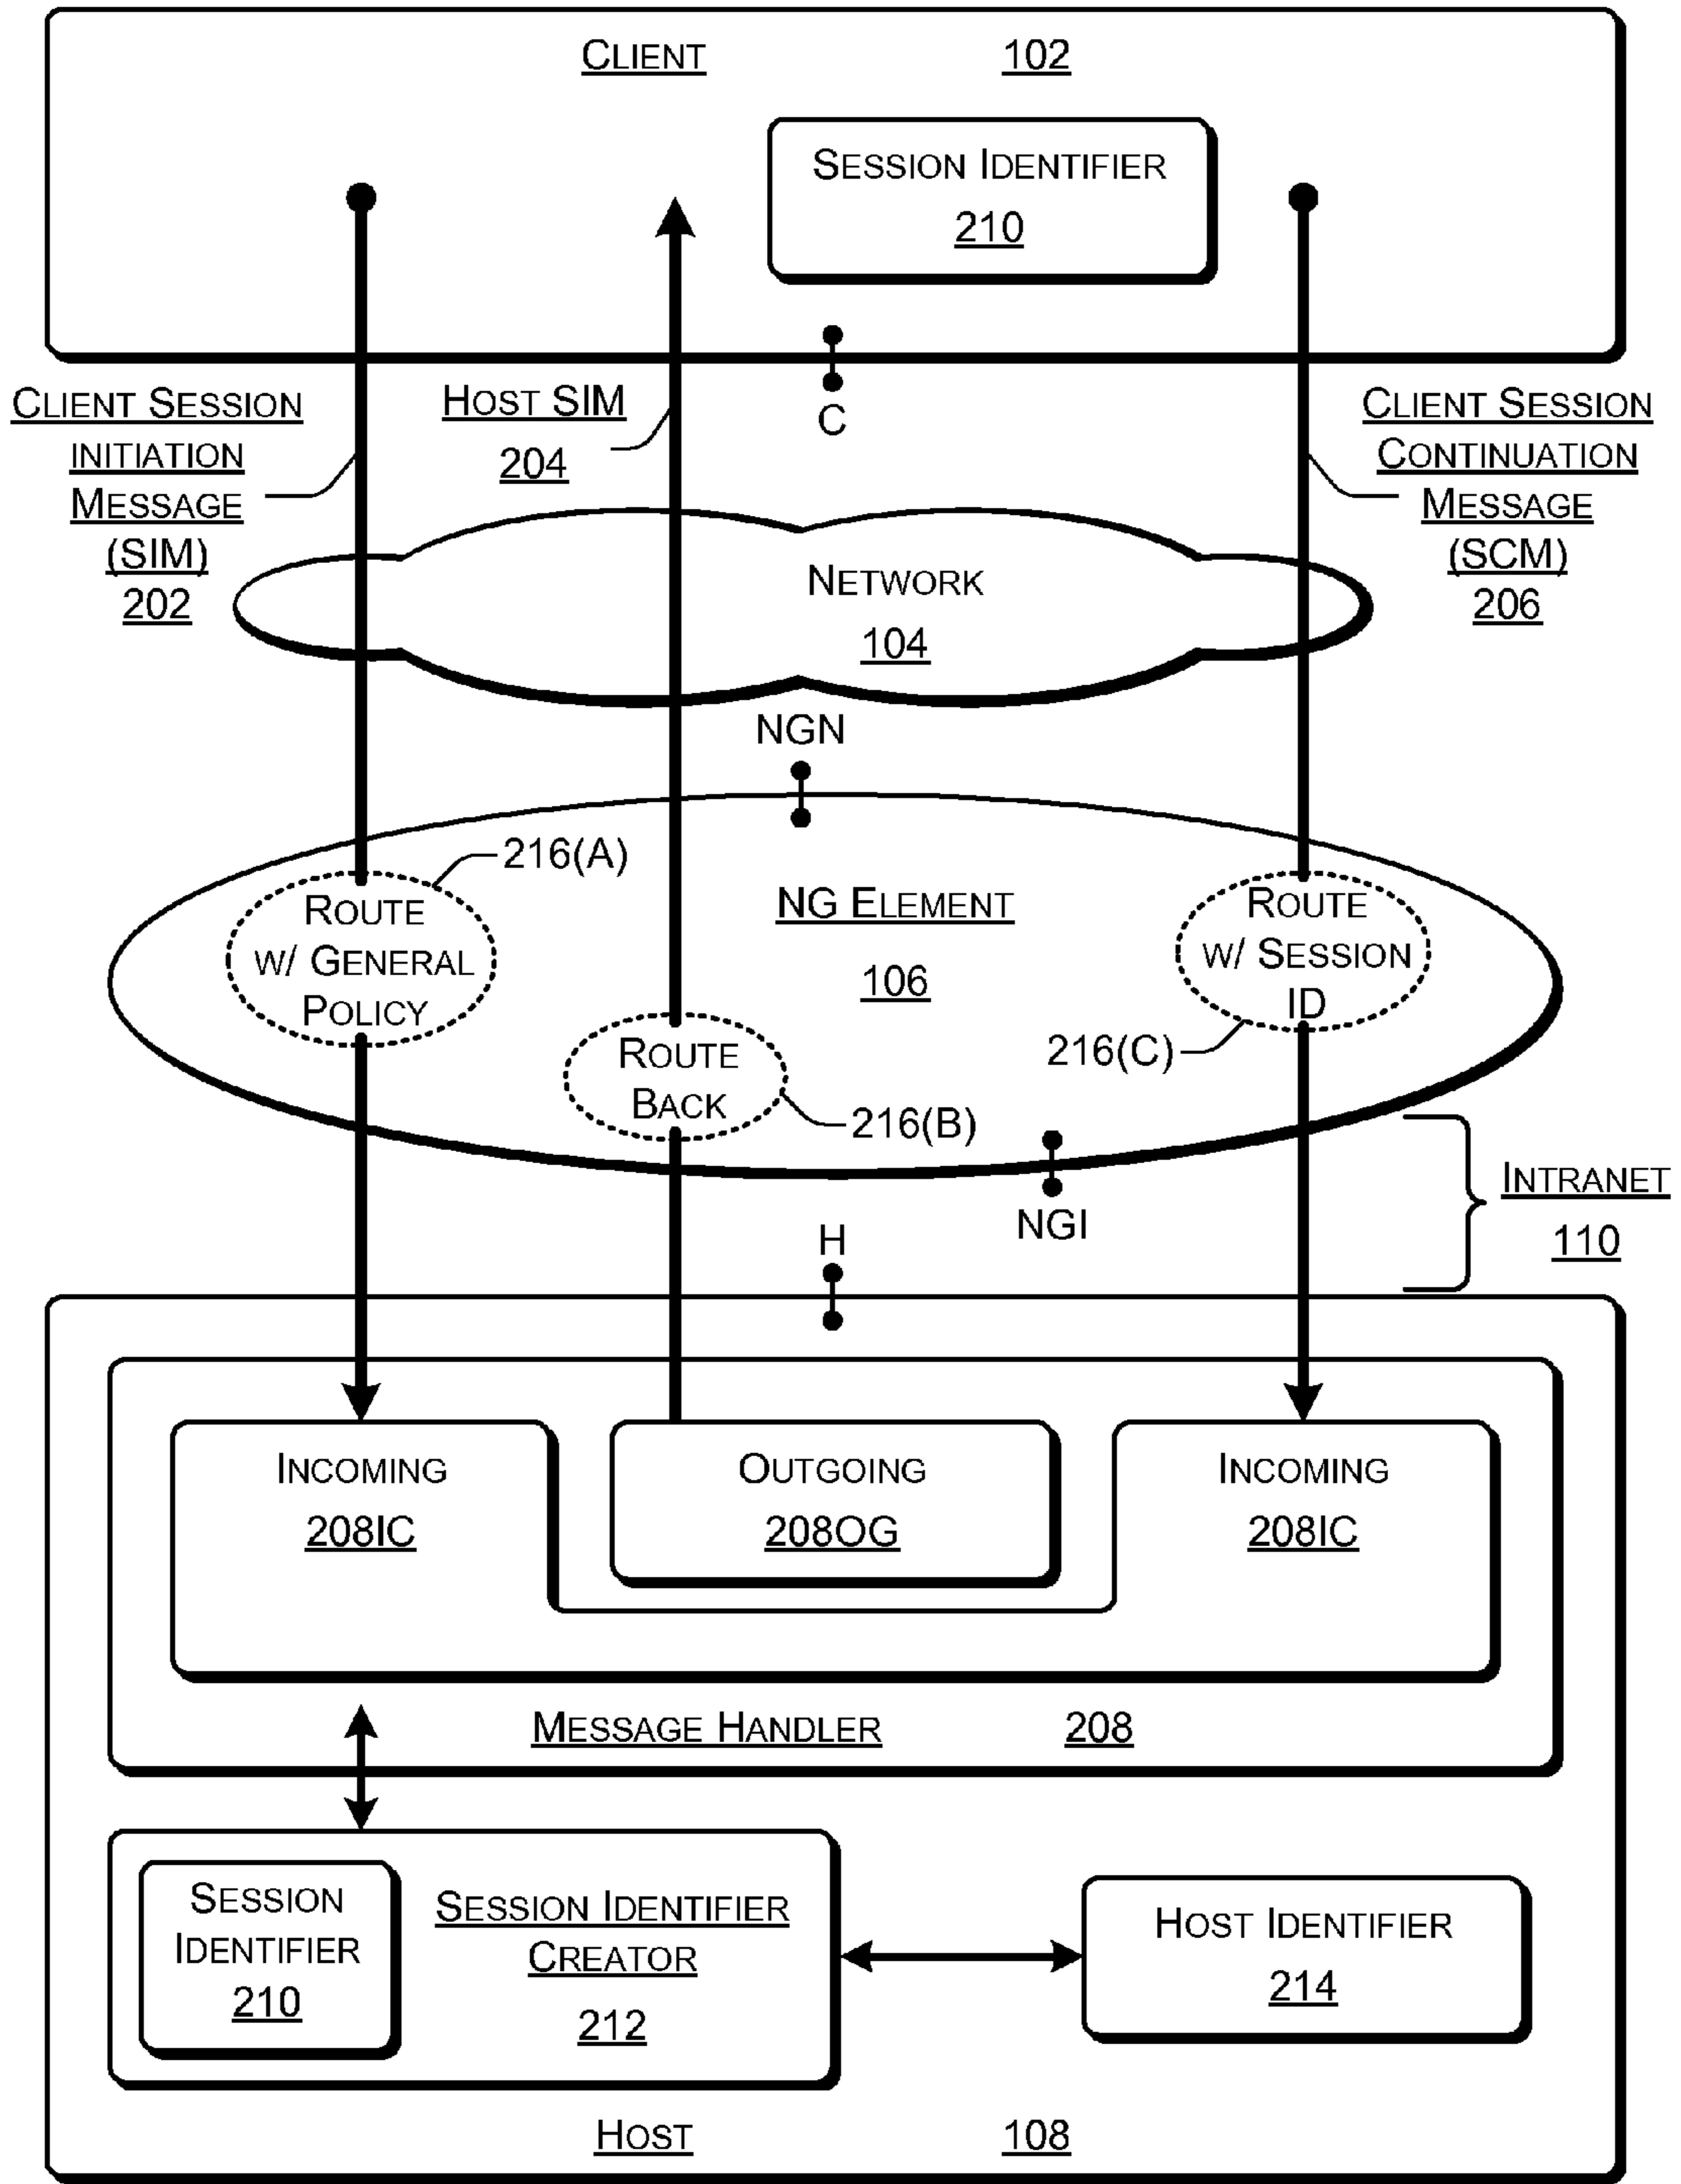 CLIENT 102
SESSION IDENTIFIER
210
CLIENT SESSION
INITIATION
MESSAGE
(SIM)
202
HOST SIM
204
C
CLIENT SESSION
CONTINUATION
MESSAGE
(SCM)
206
NETWORK
104
NGN
216(A)
ROUTE
W/ GENERAL
POLICY
NG ELEMENT
106
ROUTE
W/ SESSION
ID
216(C)
ROUTE
BACK
216(B)
NGI
INTRANET
110
H
INCOMING
208IC
OUTGOING
208OG
INCOMING
208IC
MESSAGE HANDLER 208
SESSION
IDENTIFIER
210
SESSION IDENTIFIER
CREATOR
212
HOST IDENTIFIER
214
HOST 108